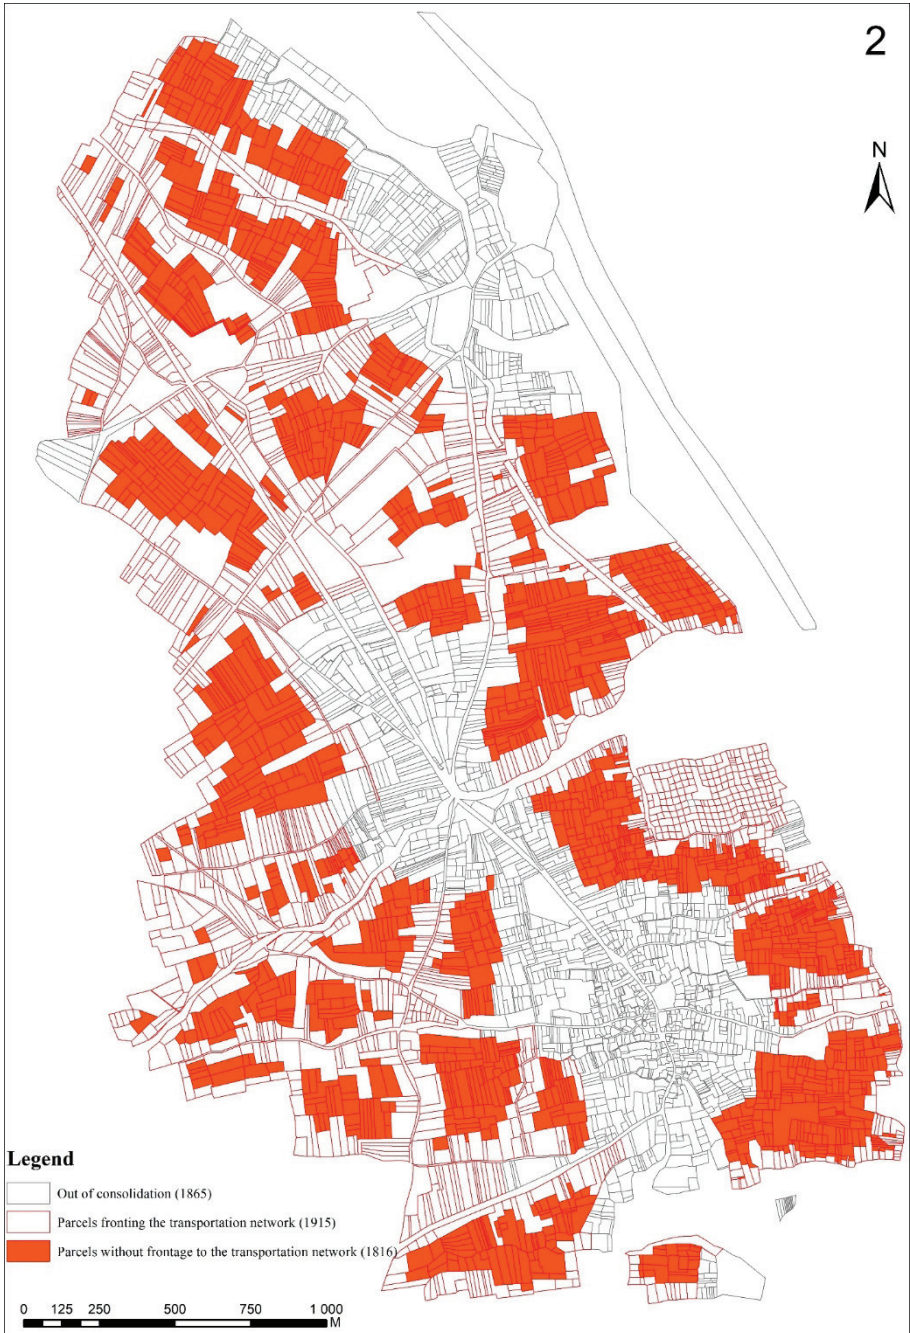 2
N
Legend
Out of consolidation (1865)
Parcels fronting the transportation network (1915)
Parcels without frontage to the transportation network (1816)
0 125 250 500 750 1 000
M